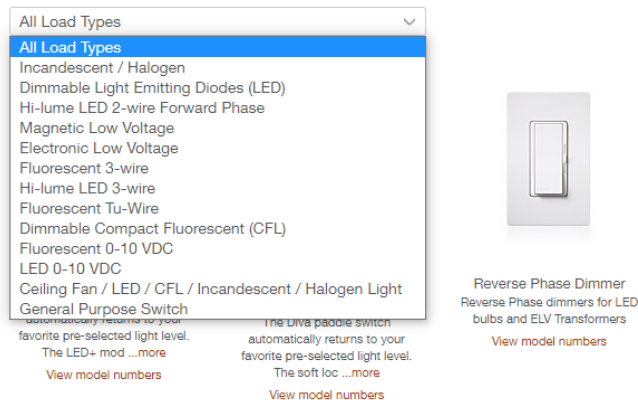 All Load Types
All Load Types
Incandescent / Halogen
Dimmable Light Emitting Diodes (LED)
Hi-lume LED 2-wire Forward Phase
Magnetic Low Voltage
Electronic Low Voltage
Fluorescent 3-wire
Hi-lume LED 3-wire
Fluorescent Tu-Wire
Dimmable Compact Fluorescent (CFL)
Fluorescent 0-10 VDC
LED 0-10 VDC
Ceiling Fan / LED / CFL / Incandescent / Halogen Light
General Purpose Switch
automatically returns to your
favorite pre-selected light level.
The LED+ mod ...more
View model numbers
The Diva paddle switch
automatically returns to your
favorite pre-selected light level.
The soft loc ...more
View model numbers
Reverse Phase Dimmer
Reverse Phase dimmers for LED
bulbs and ELV Transformers
View model numbers